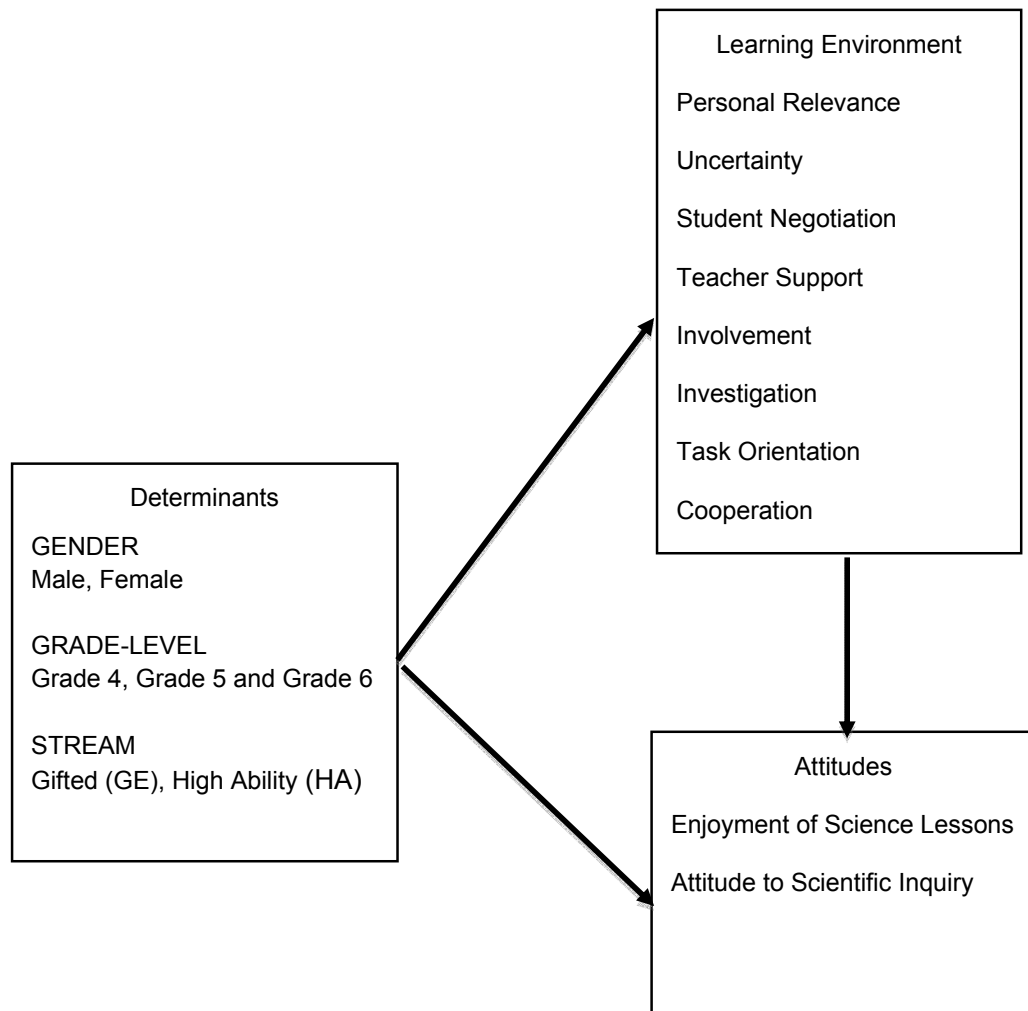 Learning Environment
Personal Relevance
Uncertainty
Student Negotiation
Teacher Support
Involvement
Investigation
Task Orientation
Cooperation
Determinants
GENDER
Male, Female
GRADE-LEVEL
Grade 4, Grade 5 and Grade 6
STREAM
Gifted (GE), High Ability (HA)
Attitudes
Enjoyment of Science Lessons
Attitude to Scientific Inquiry